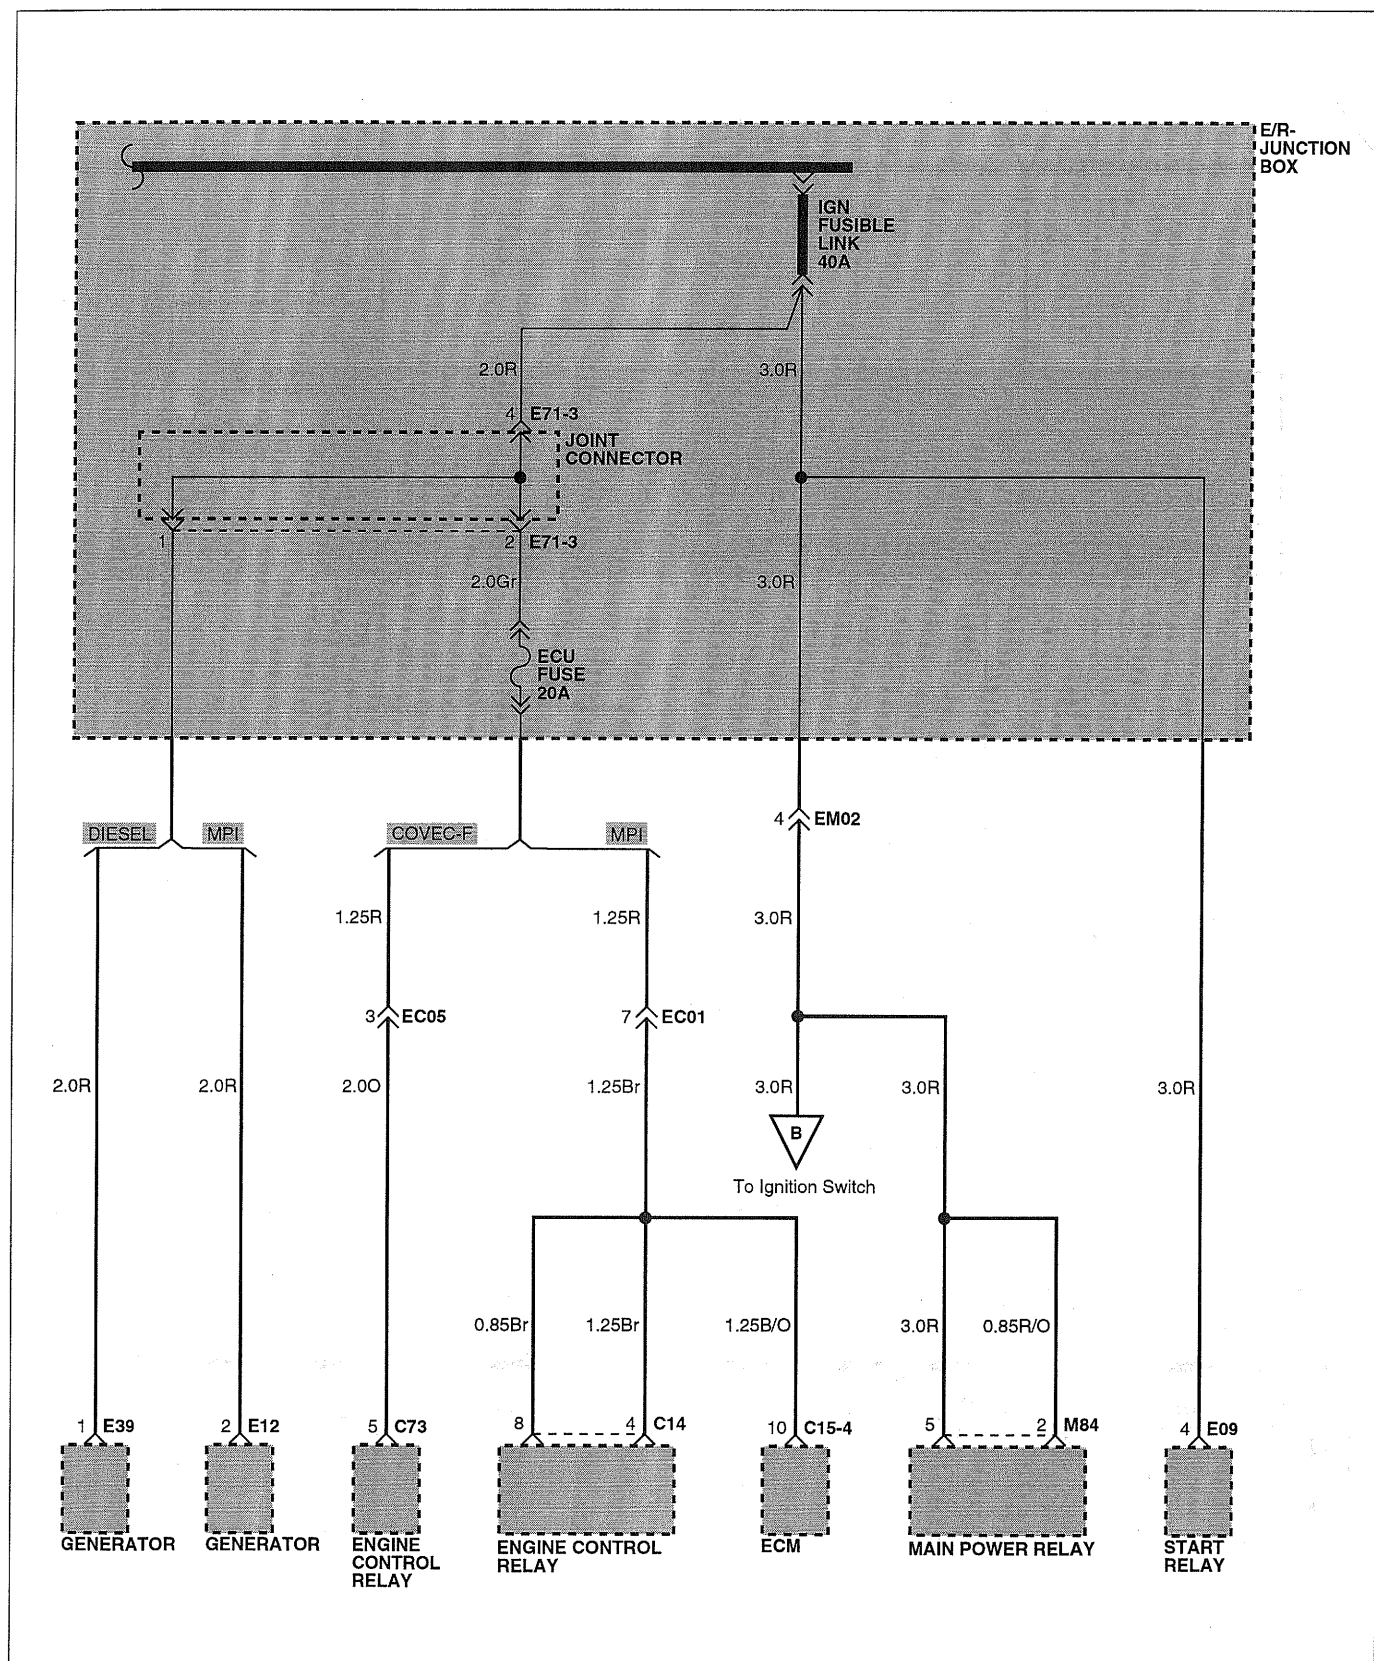 E/R-
JUNCTION
BOX
IGN
FUSIBLE
LINK
40A
2.0R
3.0R
4 E71-3
JOINT
CONNECTOR
1
2 E71-3
2.0Gr
3.0R
ECU
FUSE
20A
DIESEL
MPI
COVEC-F
MPI
4 EM02
1.25R
1.25R
3.0R
3 EC05
7 EC01
2.0R
2.0R
2.0O
1.25Br
3.0R
3.0R
3.0R
B
To Ignition Switch
0.85Br
1.25Br
1.25B/O
3.0R
0.85R/O
1 E39
2 E12
5 C73
8
4 C14
10 C15-4
5
2 M84
4 E09
GENERATOR
GENERATOR
ENGINE
CONTROL
RELAY
ENGINE CONTROL
RELAY
ECM
MAIN POWER RELAY
START
RELAY